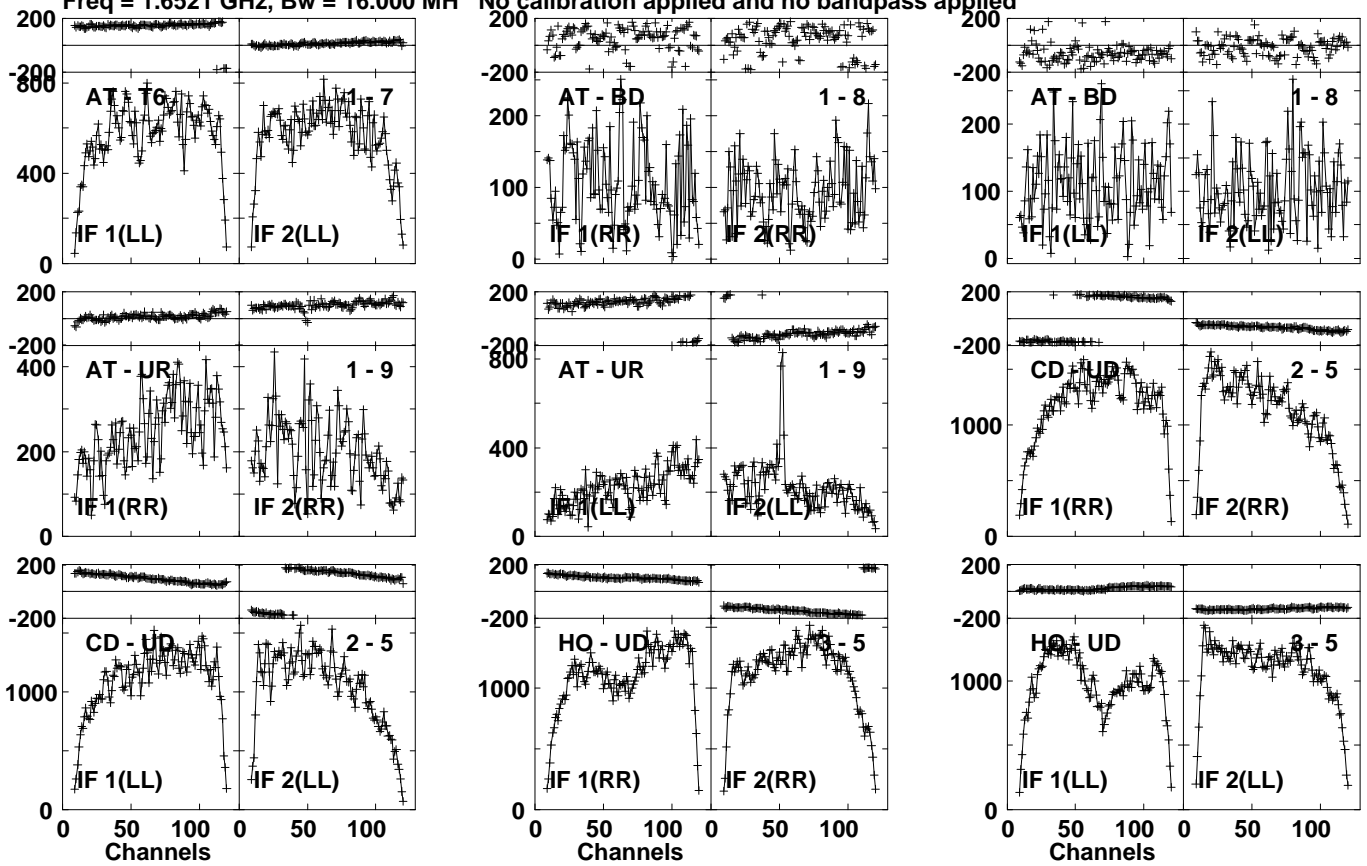 Freq = 1.6521 GHz, Bw = 16.000 MH No calibration applied and no bandpass applied
200
-200
800
400
0
AT - T6 1 - 7
IF 1(LL) IF 2(LL)
200
-200
200
100
0
AT - BD 1 - 8
IF 1(RR) IF 2(RR)
200
-200
200
100
0
AT - BD 1 - 8
IF 1(LL) IF 2(LL)
200
-200
400
200
0
AT - UR 1 - 9
IF 1(RR) IF 2(RR)
200
-200
800
400
0
AT - UR 1 - 9
IF 1(LL) IF 2(LL)
200
-200
1000
0
CD - UD 2 - 5
IF 1(RR) IF 2(RR)
200
-200
1000
0
CD - UD 2 - 5
IF 1(LL) IF 2(LL)
0 50 100 0 50 100
Channels
200
-200
1000
0
HO - UD 3 - 5
IF 1(RR) IF 2(RR)
0 50 100 0 50 100
Channels
200
-200
1000
0
HO - UD 3 - 5
IF 1(LL) IF 2(LL)
0 50 100 0 50 100
Channels